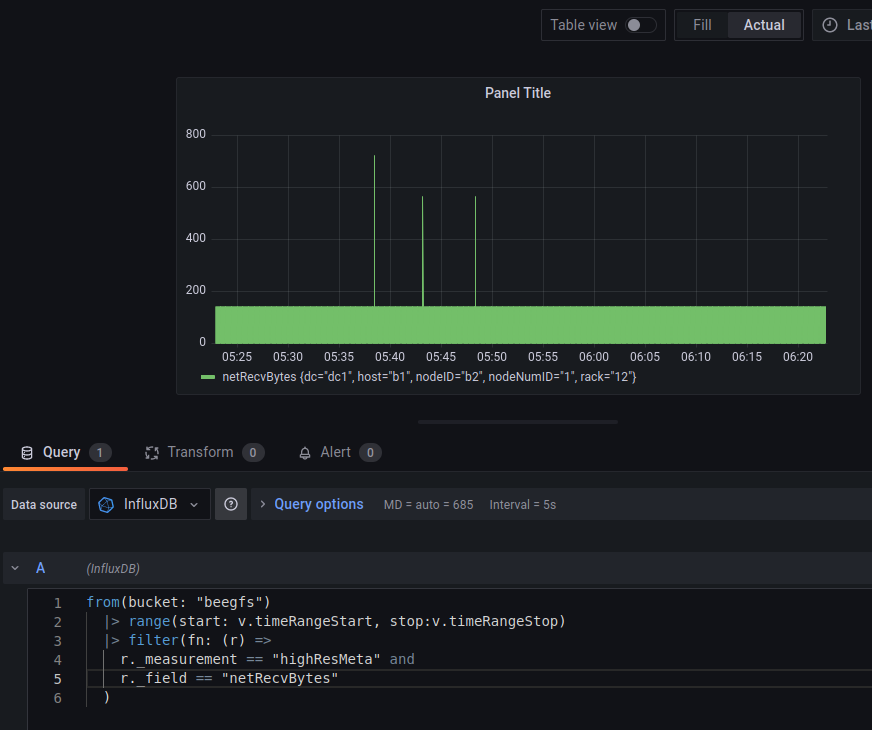 Table view
Fill Actual
Last
Panel Title
800
600
400
200
0
05:25 05:30 05:35 05:40 05:45 05:50 05:55 06:00 06:05 06:10 06:15 06:20
netRecvBytes {dc="dc1", host="b1", nodeID="b2", nodeNumID="1", rack="12"}
Query 1 Transform 0 Alert 0
Data source InfluxDB Query options MD = auto = 685 Interval = 5s
A (InfluxDB)
1 from(bucket: "beegfs")
2 |> range(start: v.timeRangeStart, stop:v.timeRangeStop)
3 |> filter(fn: (r) =>
4 r._measurement == "highResMeta" and
5 r._field == "netRecvBytes"
6 )